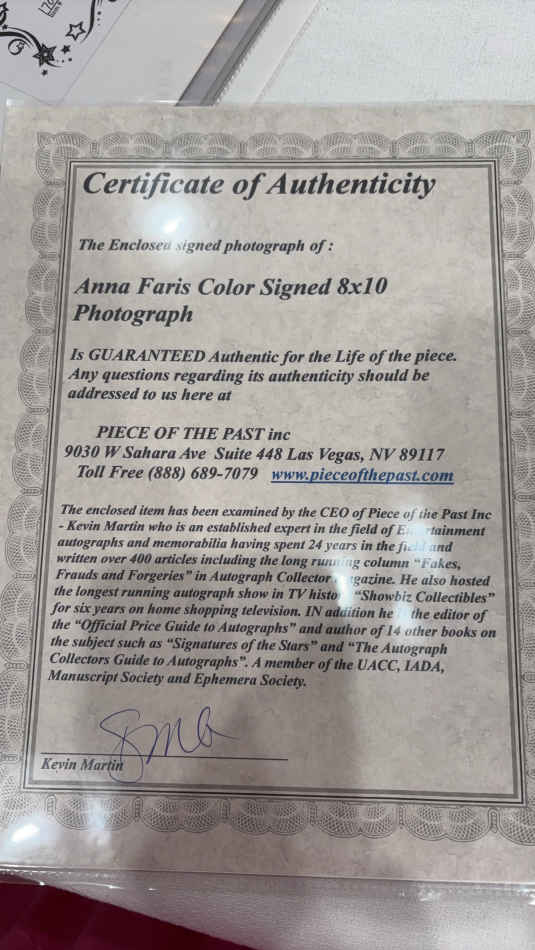 Certificate of Authenticity
The Enclosed signed photograph of :
Anna Faris Color Signed 8x10
Photograph
Is GUARANTEED Authentic for the Life of the piece.
Any questions regarding its authenticity should be
addressed to us here at
PIECE OF THE PAST inc
9030 W Sahara Ave Suite 448 Las Vegas, NV 89117
Toll Free (888) 689-7079 www.pieceofthepast.com
The enclosed item has been examined by the CEO of Piece of the Past Inc
- Kevin Martin who is an established expert in the field of Entertainment
autographs and memorabilia having spent 24 years in the field and
written over 400 articles including the long running column “Fakes,
Frauds and Forgeries” in Autograph Collector Magazine. He also hosted
the longest running autograph show in TV history “Showbiz Collectibles”
for six years on home shopping television. IN addition he is the editor of
the “Official Price Guide to Autographs” and author of 14 other books on
the subject such as “Signatures of the Stars” and “The Autograph
Collectors Guide to Autographs”. A member of the UACC, IADA,
Manuscript Society and Ephemera Society.
Kevin Martin